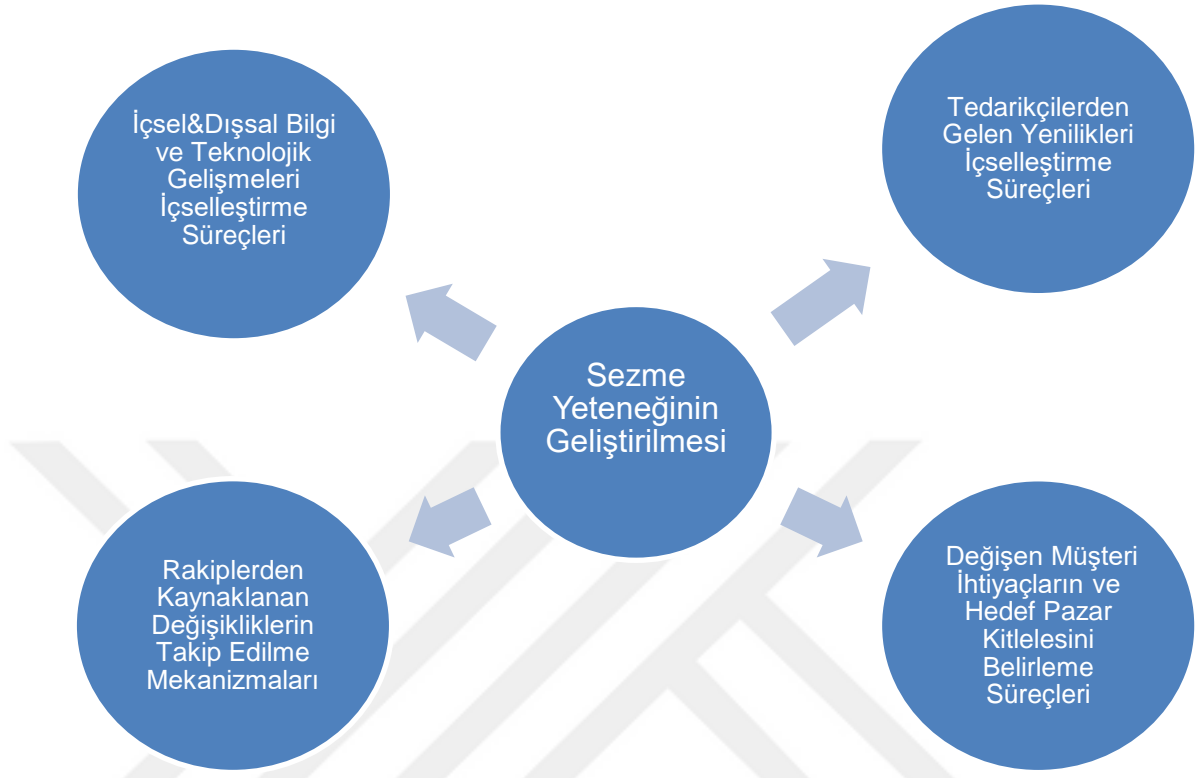 İçsel&Dışsal Bilgi
ve Teknolojik
Gelişmeleri
İçselleştirme
Süreçleri
Tedarikçilerden
Gelen Yenilikleri
İçselleştirme
Süreçleri
Sezme
Yeteneğinin
Geliştirilmesi
Rakiplerden
Kaynaklanan
Değişikliklerin
Takip Edilme
Mekanizmaları
Değişen Müşteri
İhtiyaçların ve
Hedef Pazar
Kitlelesini
Belirleme
Süreçleri